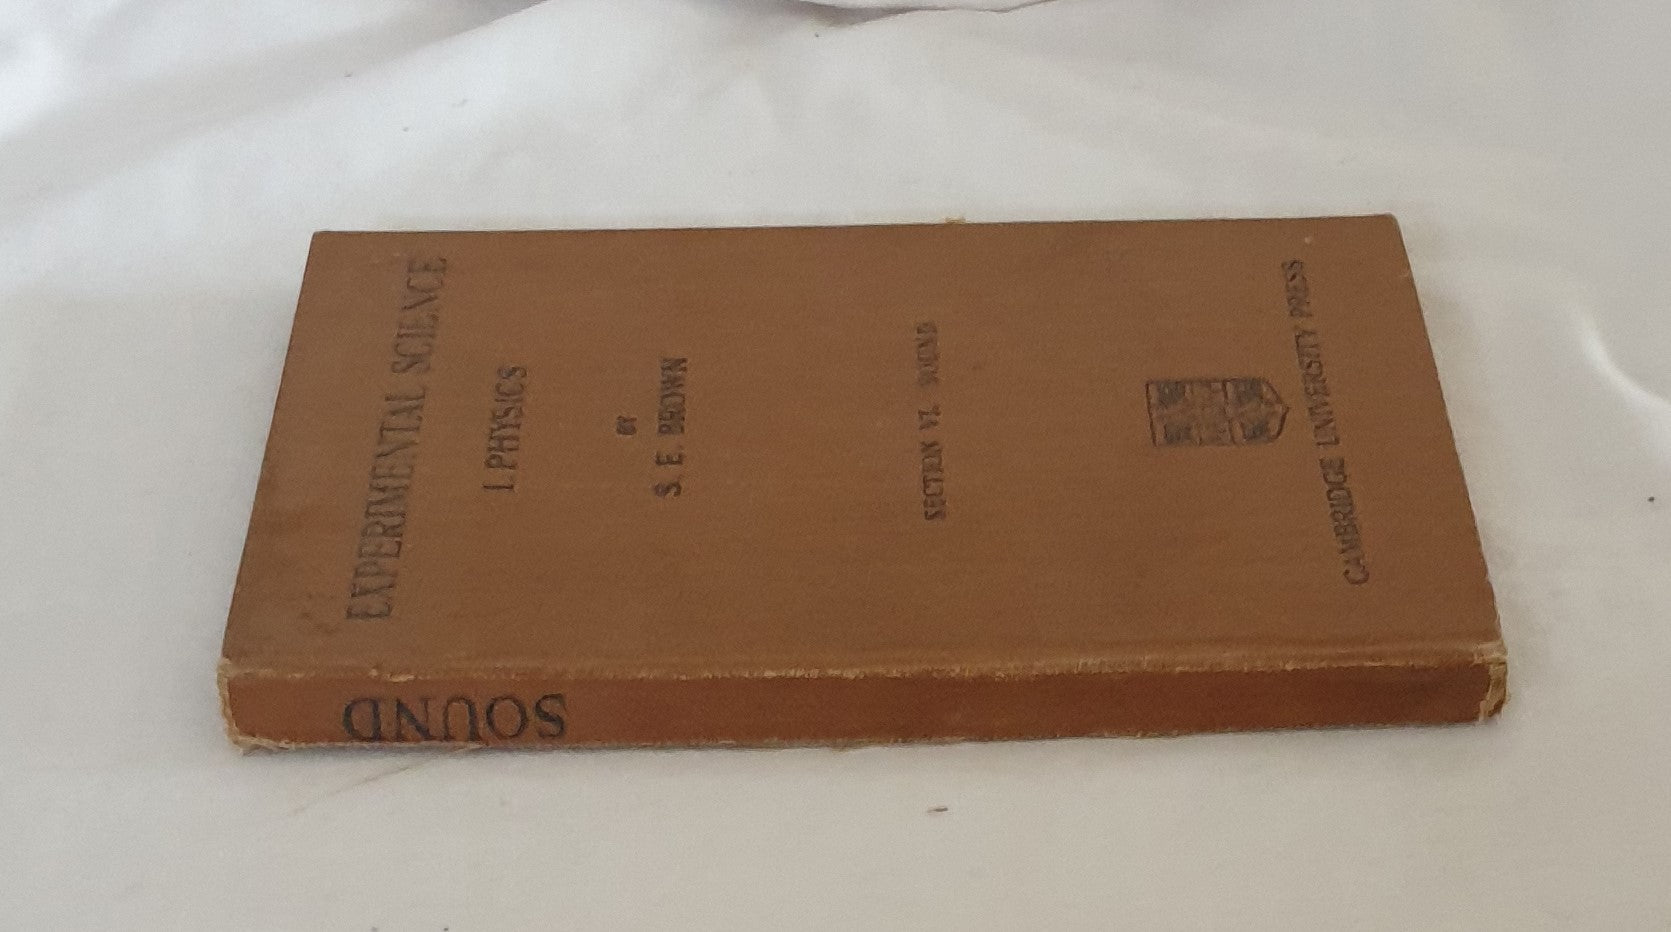 EXPERIMENTAL SCIENCE
I. PHYSICS
BY
S. E. BROWN
SECTION VI. SOUND
CAMBRIDGE UNIVERSITY PRESS
SOUND